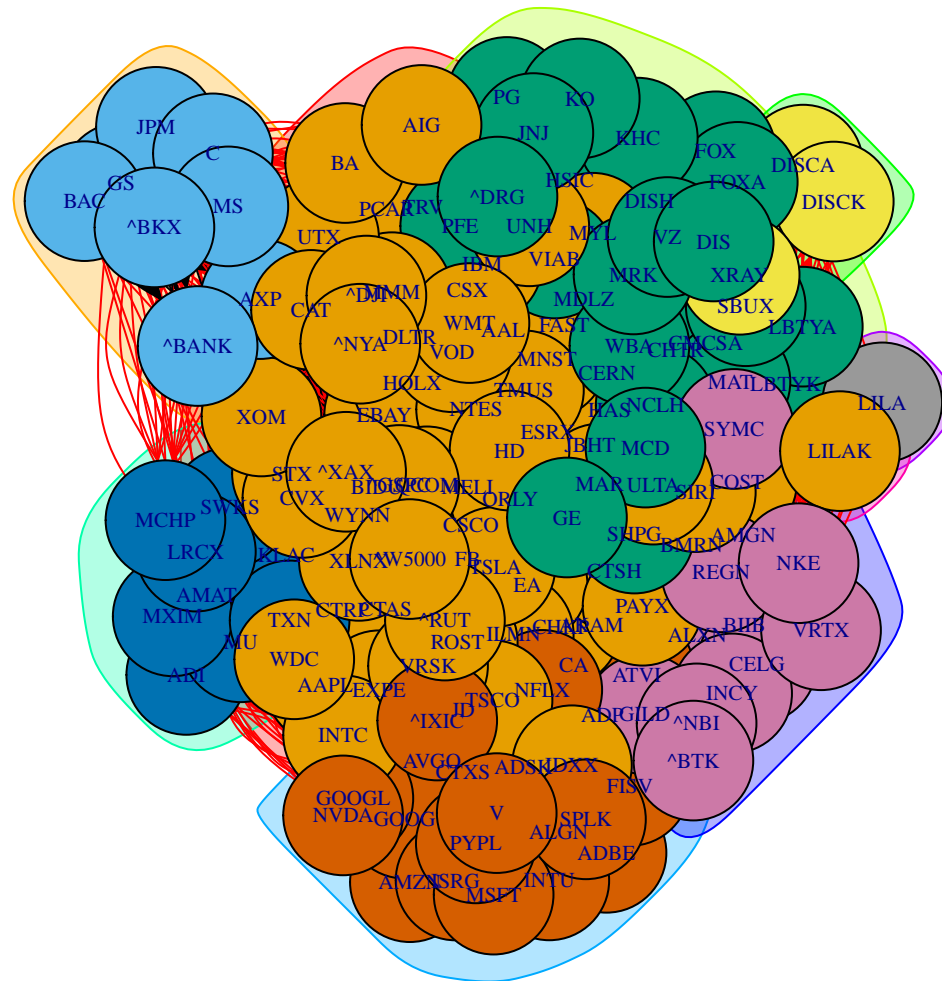 PG
KO
AIG
JPM
JNJ
KHC
C
BA
FOX
DISCA
HSIC
FOXA
GS
BAC
^DRG
DISH
DISCK
MS
PCAR
TRV
^BKX
PFE
UNH
MYL
UTX
VZ
DIS
VIAB
IBM
MRK
XRAY
CSX
^DJI
MMM
AXP
MDLZ
SBUX
CAT
WMT
FAST
AAL
LBTYA
DLTR
^BANK
^NYA
WBA
CHTR
CMCSA
VOD
MNST
CERN
HOLX
TMUS
MAT
LBTYK
LILA
NTES
HAS
NCLH
XOM
EBAY
SYMC
ESRX
JBHT
MCD
HD
LILAK
^XAX
STX
COST
BIDU
QCOM
MELI
MAR
ULTA
SIRI
CVX
ORLY
SWKS
WYNN
GE
MCHP
CSCO
SHPG
AMGN
BMRN
LRCX
KLAC
XLNX
^W5000
FB
TSLA
NKE
CTSH
REGN
EA
AMAT
PAYX
CTRP
CTAS
MXIM
TXN
^RUT
BIIB
VRTX
ILMN
CHKP
ALXN
MU
ROST
WDC
VRSK
CA
CELG
ADI
ATVI
AAPL
EXPE
NFLX
INCY
TSCO
GILD
ADP
^IXIC
^NBI
INTC
AVGO
^BTK
CTXS
ADSK
IDXX
FISV
GOOGL
NVDA
GOOG
V
SPLK
ALGN
PYPL
ADBE
AMZN
ISRG
INTU
MSFT